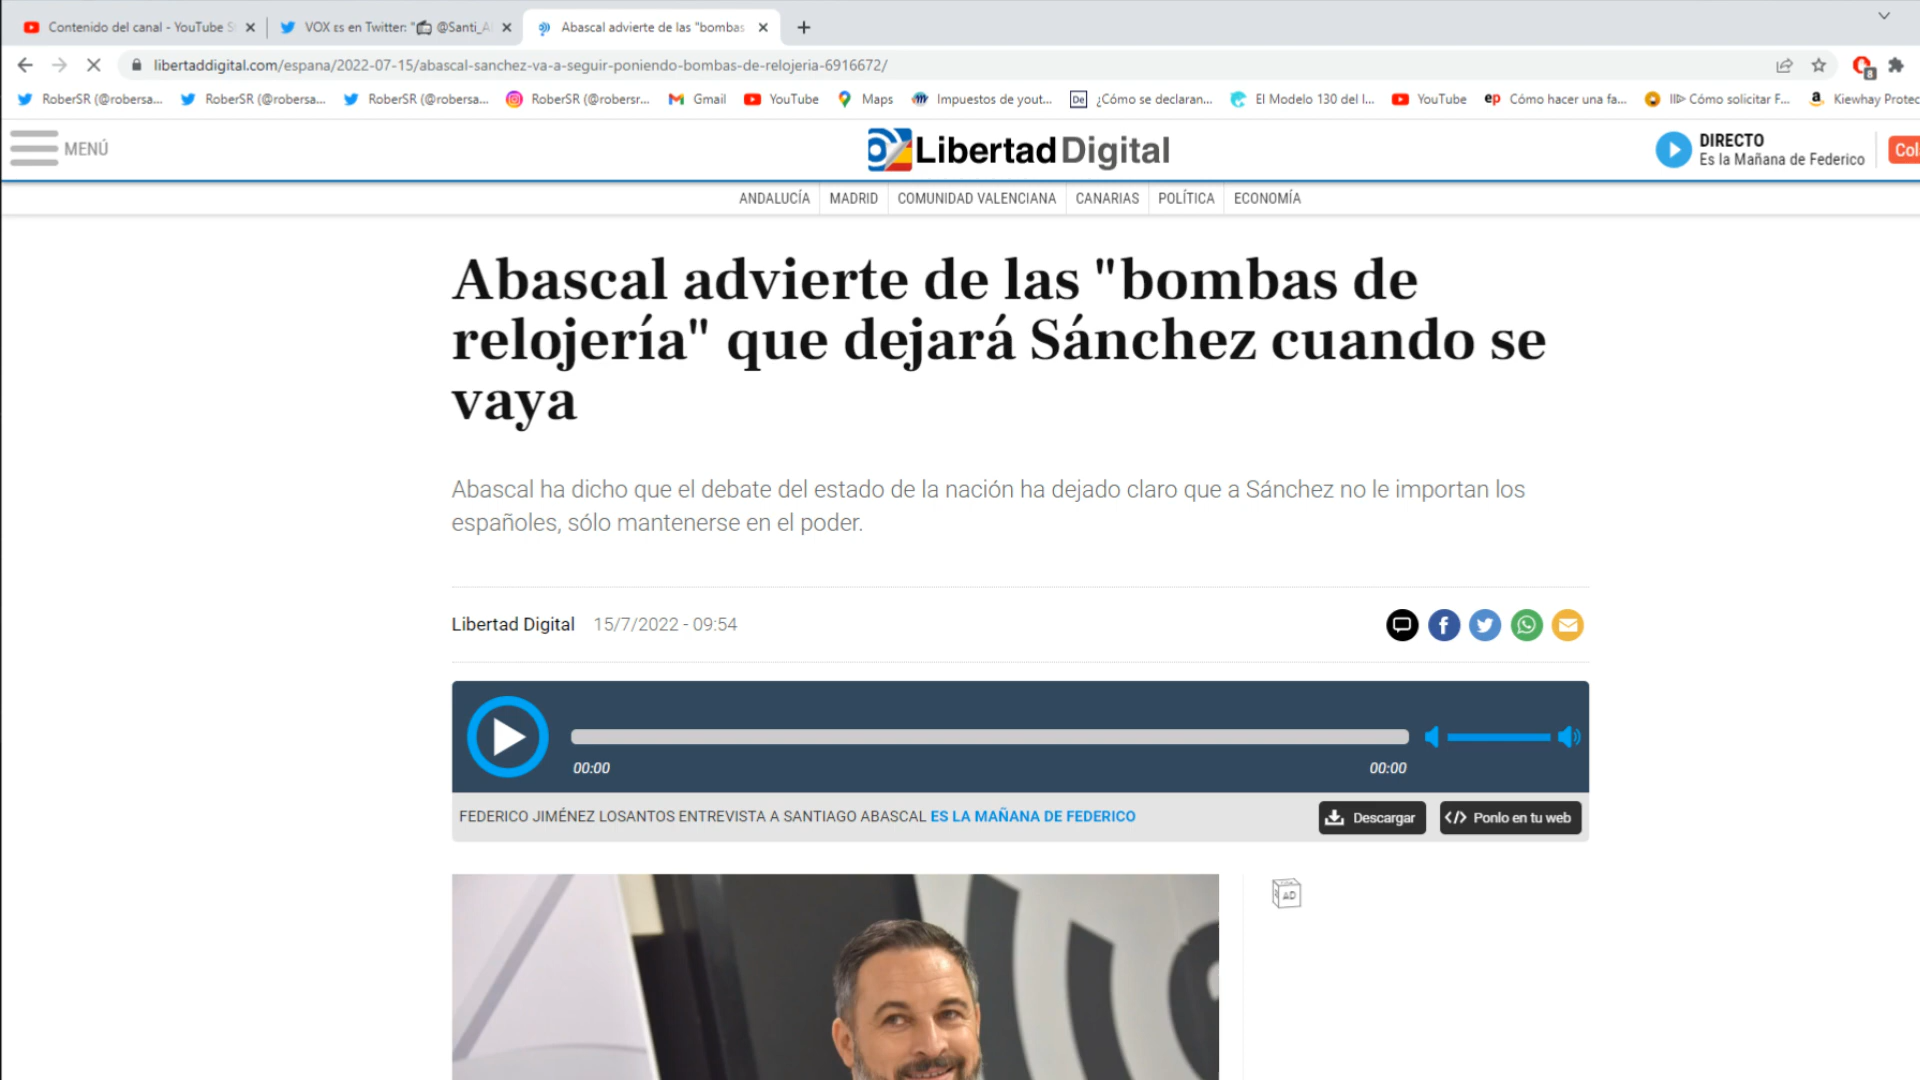 Contenido del canal - YouTube S
VOX ɛs en Twitter: "📻 @Santi_A
Abascal advierte de las "bombas
libertaddigital.com/espana/2022-07-15/abascal-sanchez-va-a-seguir-poniendo-bombas-de-relojeria-6916672/
8
RoberSR (@robersa...
RoberSR (@robersa...
RoberSR (@robersa...
RoberSR (@robersr...
Gmail
YouTube
Maps
Impuestos de yout...
De
¿Cómo se declaran...
El Modelo 130 del I...
YouTube
ep
Cómo hacer una fa...
II▷ Cómo solicitar F...
a
Kiewhay Protec
MENÚ
Libertad Digital
DIRECTO
Es la Mañana de Federico
Col
ANDALUCÍA
MADRID
COMUNIDAD VALENCIANA
CANARIAS
POLÍTICA
ECONOMÍA
Abascal advierte de las "bombas de
relojería" que dejará Sánchez cuando se
vaya
Abascal ha dicho que el debate del estado de la nación ha dejado claro que a Sánchez no le importan los
españoles, sólo mantenerse en el poder.
Libertad Digital 15/7/2022 - 09:54
00:00
00:00
FEDERICO JIMÉNEZ LOSANTOS ENTREVISTA A SANTIAGO ABASCAL ES LA MAÑANA DE FEDERICO
Descargar
</> Ponlo en tu web
AD